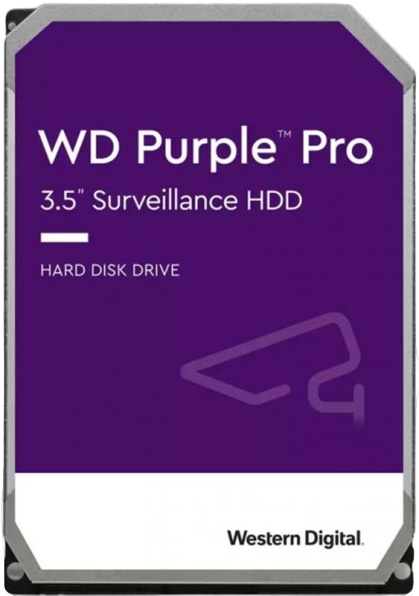 WD Purple™ Pro
3.5" Surveillance HDD
HARD DISK DRIVE
Western Digital.